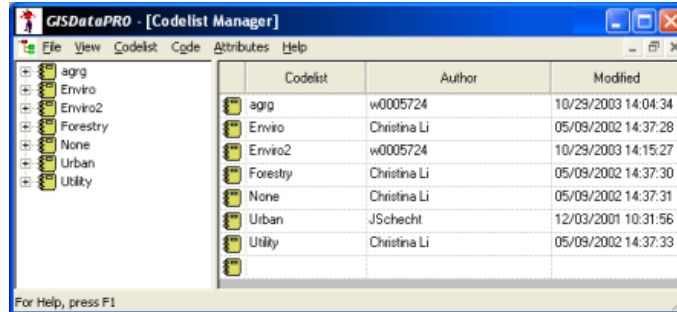 GISDataPRO - [Codelist Manager]
File View Codelist Code Attributes Help
agrg
Enviro
Enviro2
Forestry
None
Urban
Utility
Codelist Author Modified
agrg w0005724 10/29/2003 14:04:34
Enviro Christina Li 05/09/2002 14:37:28
Enviro2 w0005724 10/29/2003 14:15:27
Forestry Christina Li 05/09/2002 14:37:30
None Christina Li 05/09/2002 14:37:31
Urban JSchecht 12/03/2001 10:31:56
Utility Christina Li 05/09/2002 14:37:33
For Help, press F1